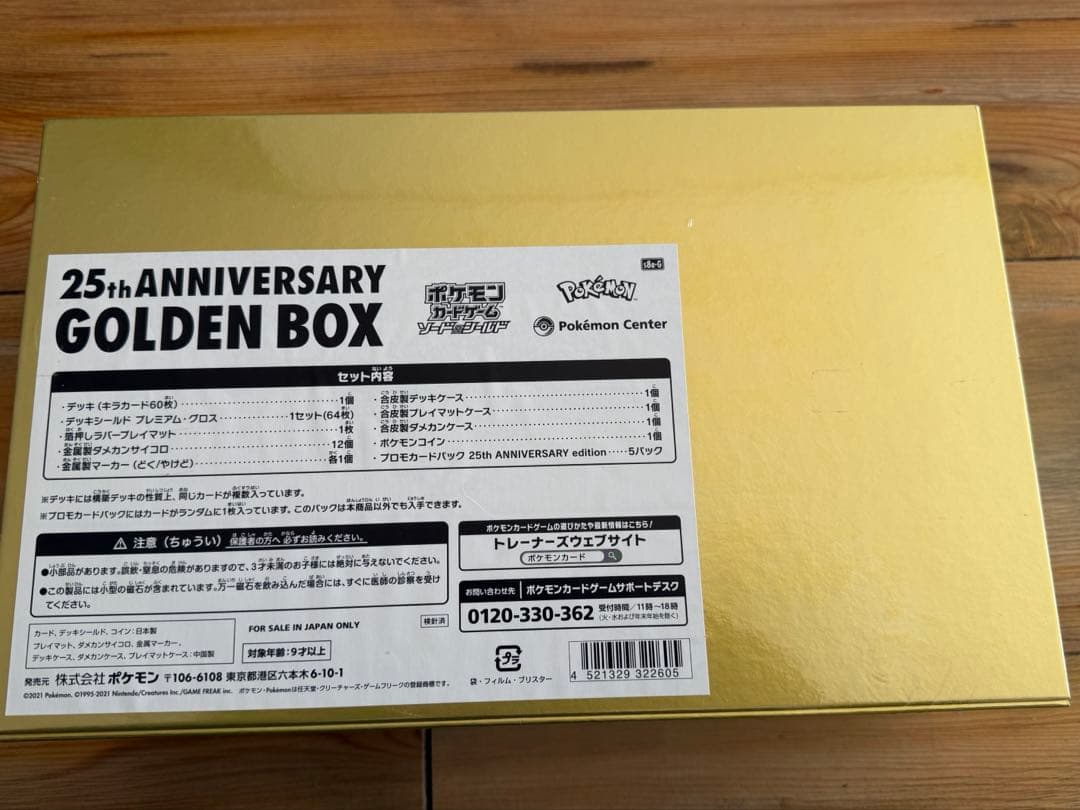 25th ANNIVERSARY
GOLDEN BOX
ポケモン
カードゲーム
ソード&シールド
s8a-G
POKéMON
Pokémon Center
セット内容
・デッキ（キラカード60枚）…………1個
・デッキシールド プレミアム・グロス…………1セット（64枚）
・箔押しラバープレイマット…………1枚
・金属製ダメカンサイコロ…………12個
・金属製マーカー（どく/やけど）…………各1個
・合皮製デッキケース…………1個
・合皮製プレイマットケース…………1個
・合皮製ダメカンケース…………1個
・ポケモンコイン…………1個
・プロモカードパック 25th ANNIVERSARY edition……5パック
※デッキには構築デッキの性質上、同じカードが複数入っています。
※プロモカードパックにはカードがランダムに1枚入っています。このパックは本商品以外でも入手できます。
注意（ちゅうい）保護者の方へ 必ずお読みください。
●小部品があります。誤飲・窒息の危険がありますので、3才未満のお子様には絶対に与えないでください。
●この製品には小型の磁石が含まれています。万一磁石を飲み込んだ場合には、すぐに医師の診察を受け
てください。
ポケモンカードゲームの遊びかたや最新情報はこちら！
トレーナーズウェブサイト
ポケモンカード
お問い合わせ先 ポケモンカードゲームサポートデスク
0120-330-362 受付時間／11時～18時
（火・水および年末年始を除く）
カード、デッキシールド、コイン：日本製
プレイマット、ダメカンサイコロ、金属マーカー、
デッキケース、ダメカンケース、プレイマットケース：中国製
FOR SALE IN JAPAN ONLY
検針済
対象年齢：9才以上
発売元 株式会社ポケモン 〒106-6108 東京都港区六本木6-10-1
©2021 Pokémon. ©1995-2021 Nintendo/Creatures Inc./GAME FREAK inc. ポケモン・Pokémonは任天堂・クリーチャーズ・ゲームフリークの登録商標です。
プラ
袋・フィルム・ブリスター
4 521329 322605